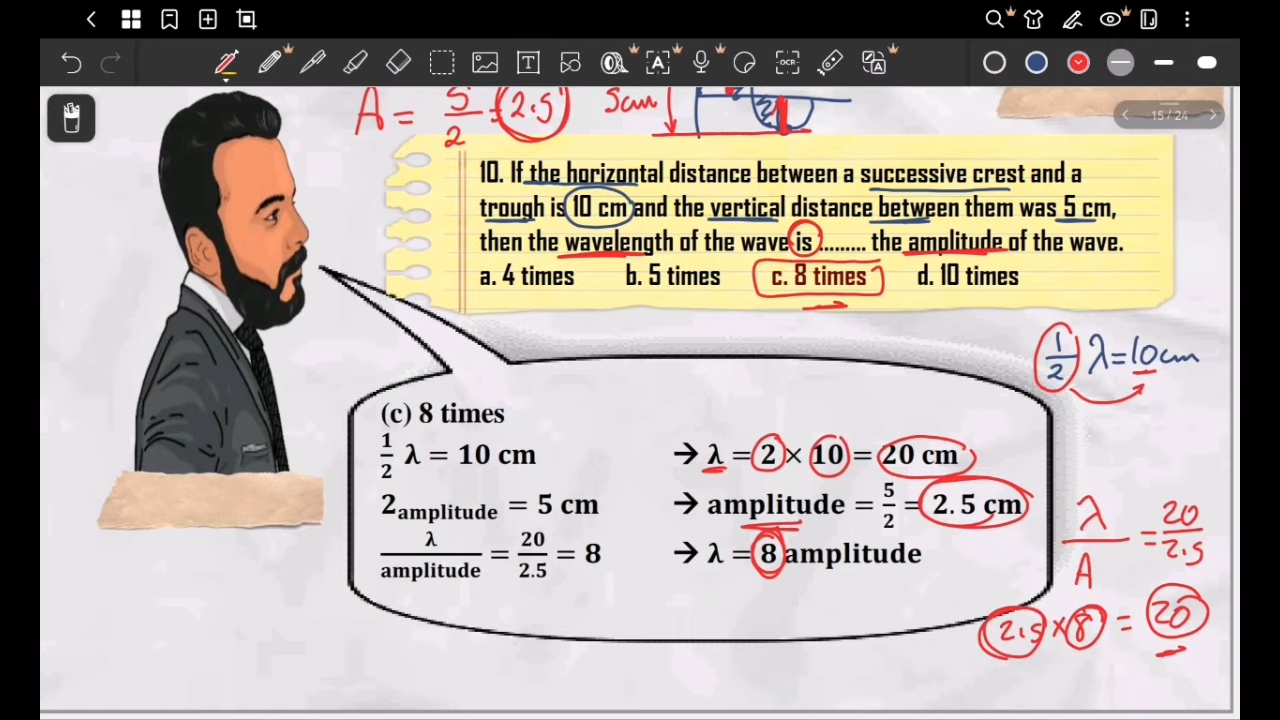 OCR
15 / 24
A = 5/2 = 2.5
5cm
10. If the horizontal distance between a successive crest and a
trough is 10 cm and the vertical distance between them was 5 cm,
then the wavelength of the wave is ......... the amplitude of the wave.
a. 4 times b. 5 times c. 8 times d. 10 times
1/2 λ=10cm
(c) 8 times
1/2 λ = 10 cm → λ = 2 × 10 = 20 cm
2amplitude = 5 cm → amplitude = 5/2 = 2.5 cm
λ/amplitude = 20/2.5 = 8 → λ = 8 amplitude
λ/A = 20/2.5
2.5 × 8 = 20